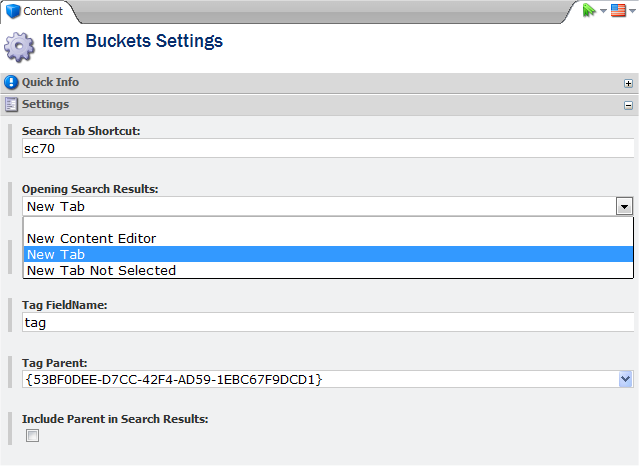 Content
Item Buckets Settings
Quick Info
Settings
Search Tab Shortcut:
sc70
Opening Search Results:
New Tab
New Content Editor
New Tab
New Tab Not Selected
Tag FieldName:
tag
Tag Parent:
{53BF0DEE-D7CC-42F4-AD59-1EBC67F9DCD1}
Include Parent in Search Results: